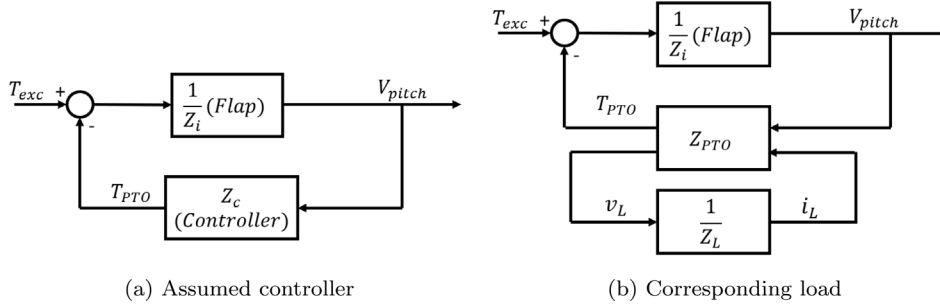 T_exc + - 1/Z_i (Flap) V_pitch
T_PTO
Z_c
(Controller)
(a) Assumed controller
T_exc + - 1/Z_i (Flap) V_pitch
T_PTO
Z_PTO
v_L 1/Z_L i_L
(b) Corresponding load